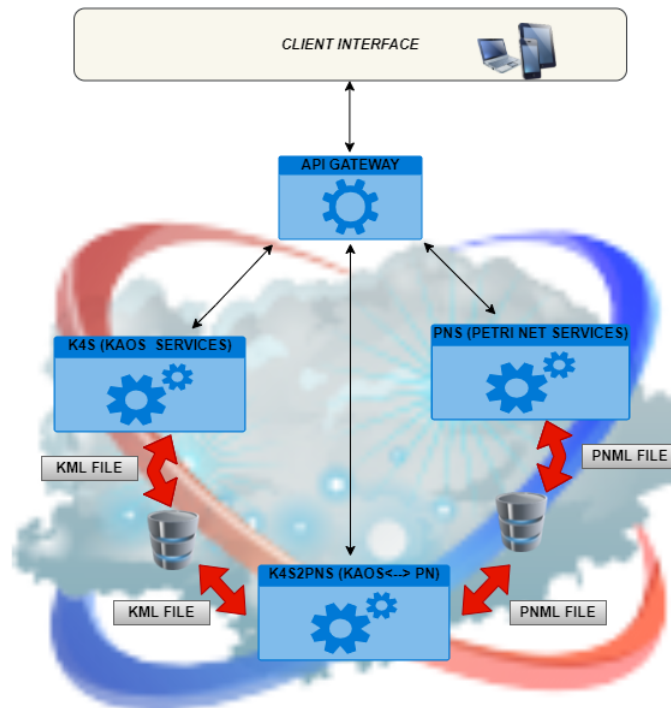 CLIENT INTERFACE
API GATEWAY
K4S (KAOS SERVICES)
PNS (PETRI NET SERVICES)
KML FILE
PNML FILE
K4S2PNS (KAOS<--> PN)
KML FILE
PNML FILE